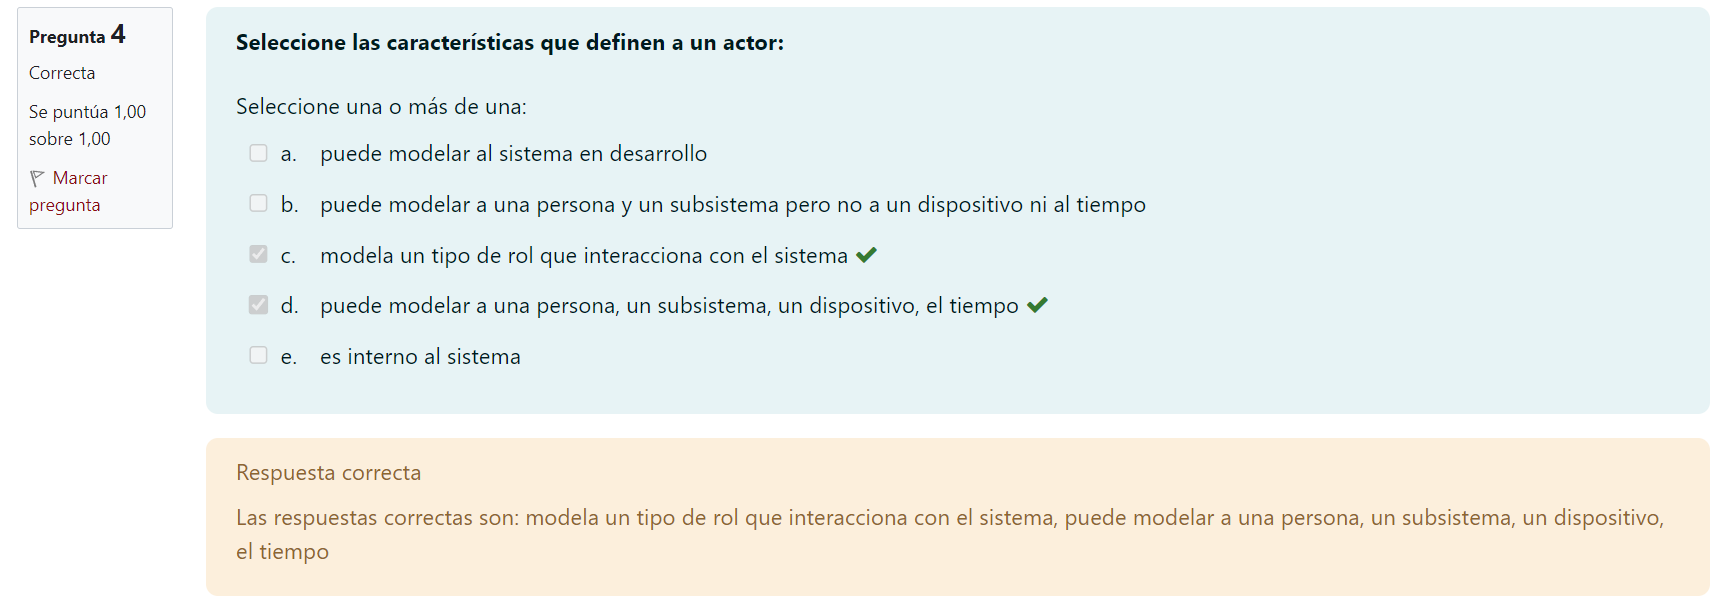 Pregunta 4
Correcta
Se puntúa 1,00
sobre 1,00
Marcar
pregunta
Seleccione las características que definen a un actor:
Seleccione una o más de una:
a. puede modelar al sistema en desarrollo
b. puede modelar a una persona y un subsistema pero no a un dispositivo ni al tiempo
c. modela un tipo de rol que interacciona con el sistema
d. puede modelar a una persona, un subsistema, un dispositivo, el tiempo
e. es interno al sistema
Respuesta correcta
Las respuestas correctas son: modela un tipo de rol que interacciona con el sistema, puede modelar a una persona, un subsistema, un dispositivo,
el tiempo